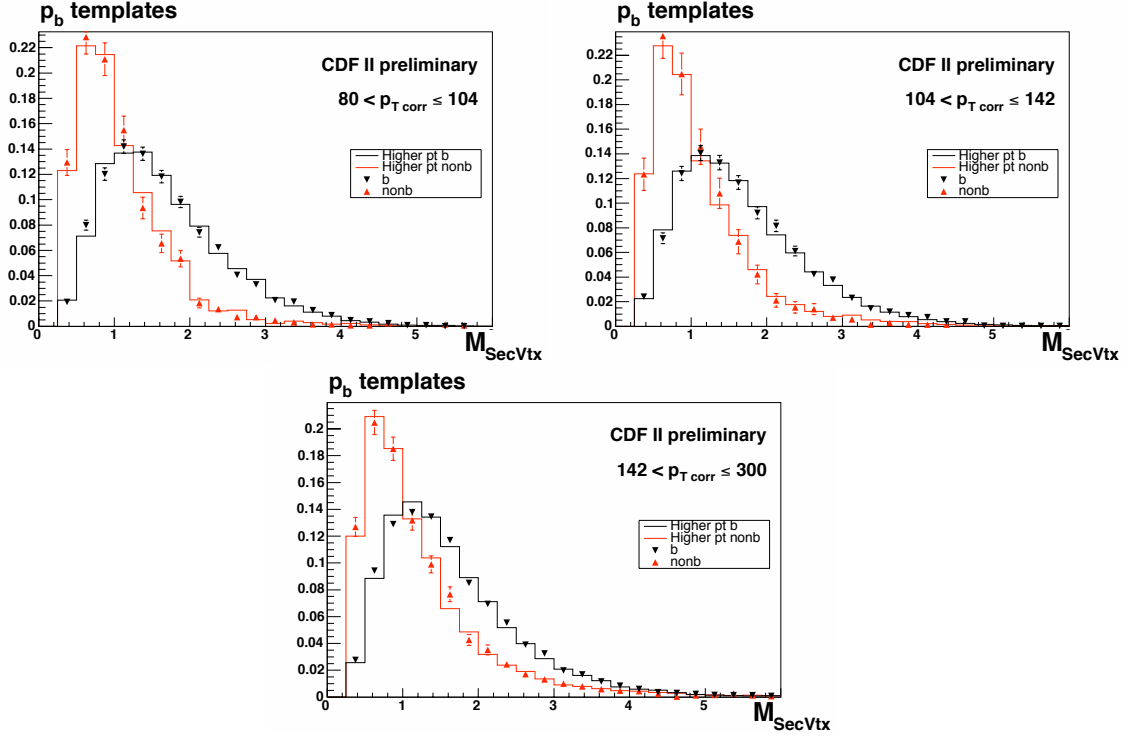 p_b templates
0.22
0.2
0.18
0.16
0.14
0.12
0.1
0.08
0.06
0.04
0.02
0
0 1 2 3 4 5
M_SecVtx
CDF II preliminary
80 < p_T corr ≤ 104
Higher pt b
Higher pt nonb
b
nonb
p_b templates
0.22
0.2
0.18
0.16
0.14
0.12
0.1
0.08
0.06
0.04
0.02
0
0 1 2 3 4 5
M_SecVtx
CDF II preliminary
104 < p_T corr ≤ 142
Higher pt b
Higher pt nonb
b
nonb
p_b templates
0.2
0.18
0.16
0.14
0.12
0.1
0.08
0.06
0.04
0.02
0
0 1 2 3 4 5
M_SecVtx
CDF II preliminary
142 < p_T corr ≤ 300
Higher pt b
Higher pt nonb
b
nonb